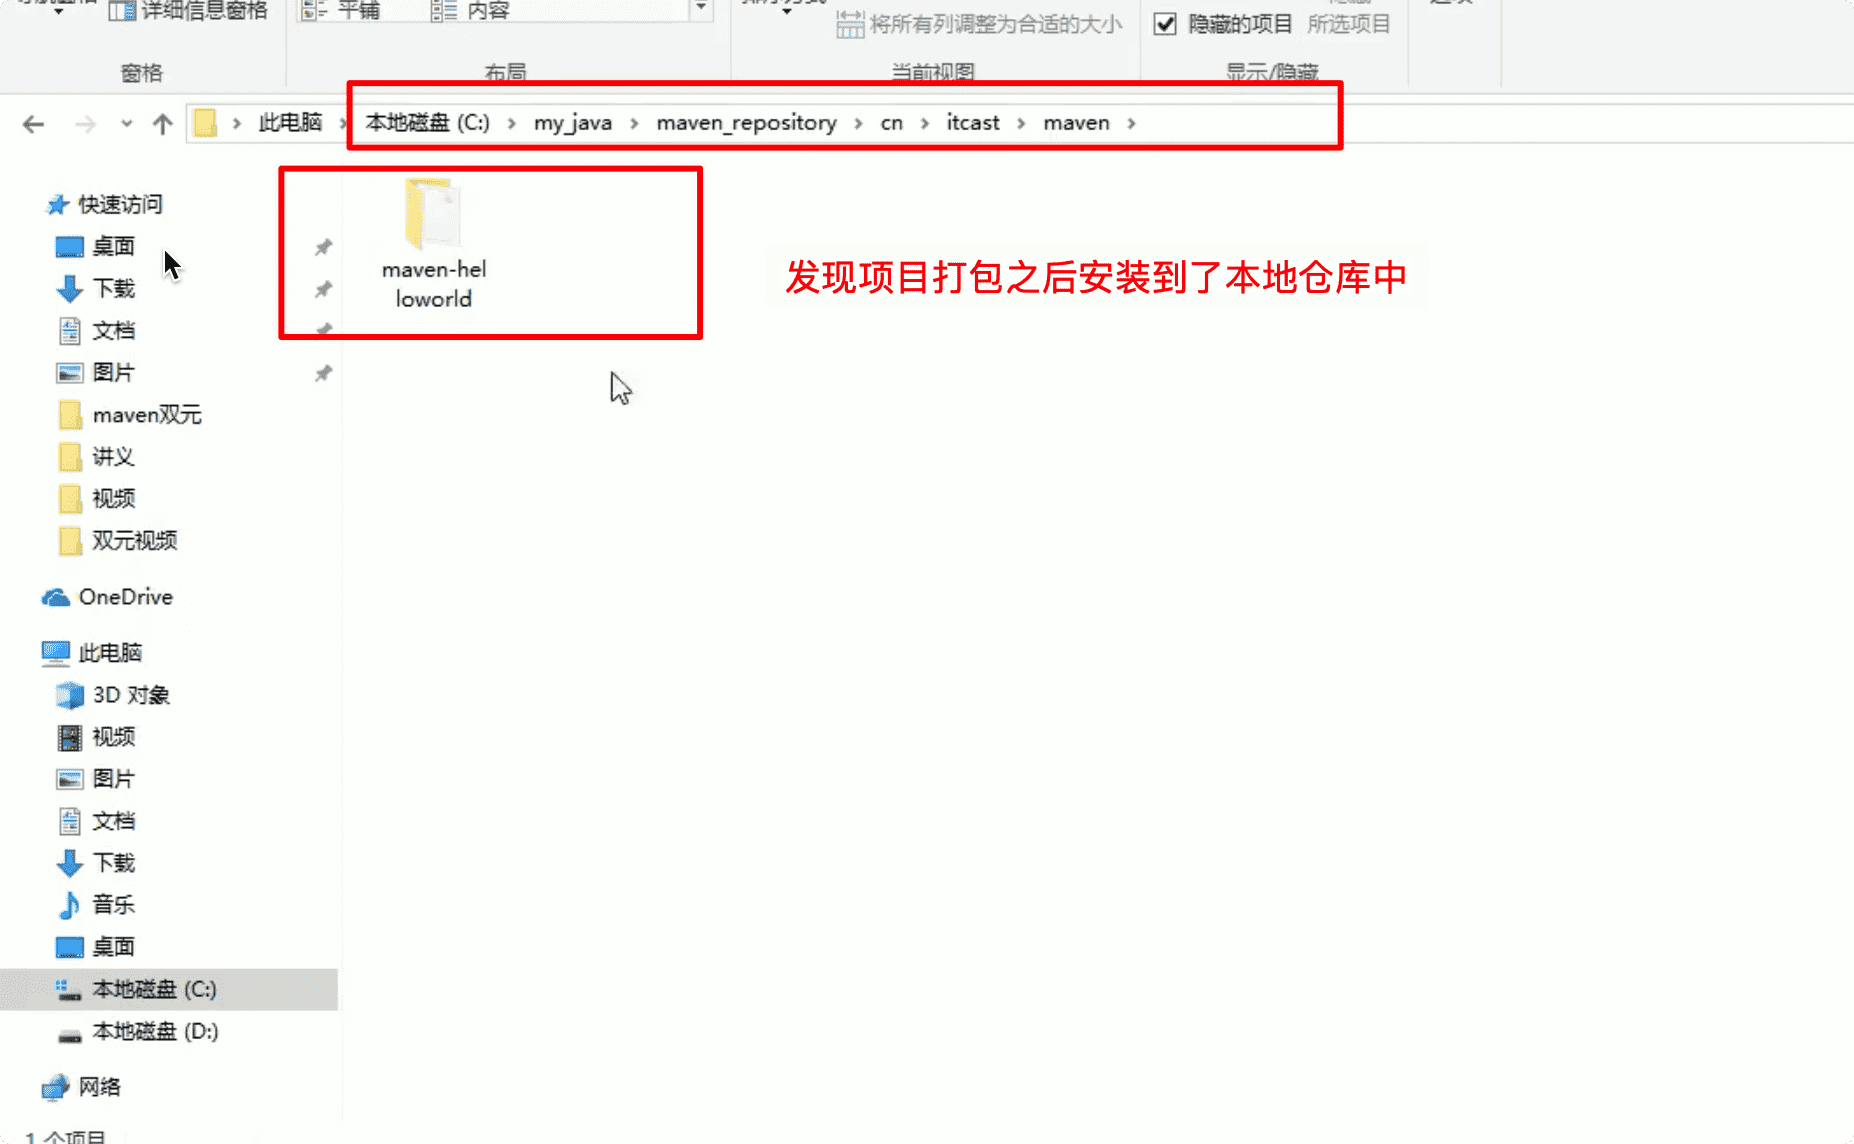 详细信息窗格
平铺
内容
将所有列调整为合适的大小
隐藏的项目
所选项目
窗格
布局
当前视图
显示/隐藏
此电脑 › 本地磁盘 (C:) › my_java › maven_repository › cn › itcast › maven ›
快速访问
桌面
下载
文档
图片
maven双元
讲义
视频
双元视频
OneDrive
此电脑
3D 对象
视频
图片
文档
下载
音乐
桌面
本地磁盘 (C:)
本地磁盘 (D:)
网络
maven-hel
loworld
发现项目打包之后安装到了本地仓库中
1 个项目